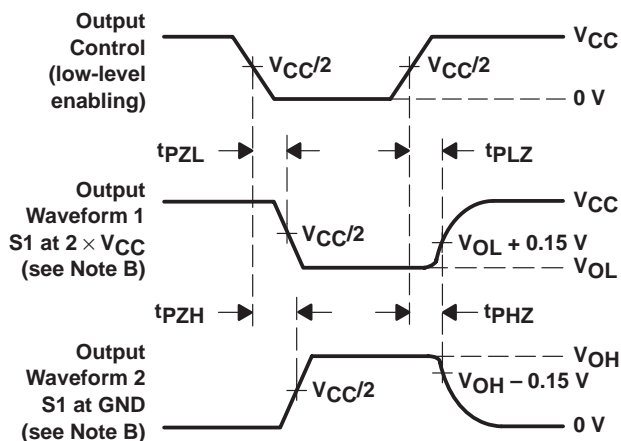 Output
Control
(low-level
enabling)
VCC/2
VCC/2
VCC
0 V
tPZL
tPLZ
Output
Waveform 1
S1 at 2 × VCC
(see Note B)
VCC/2
VCC
VOL + 0.15 V
VOL
tPZH
tPHZ
Output
Waveform 2
S1 at GND
(see Note B)
VCC/2
VOH
VOH – 0.15 V
0 V